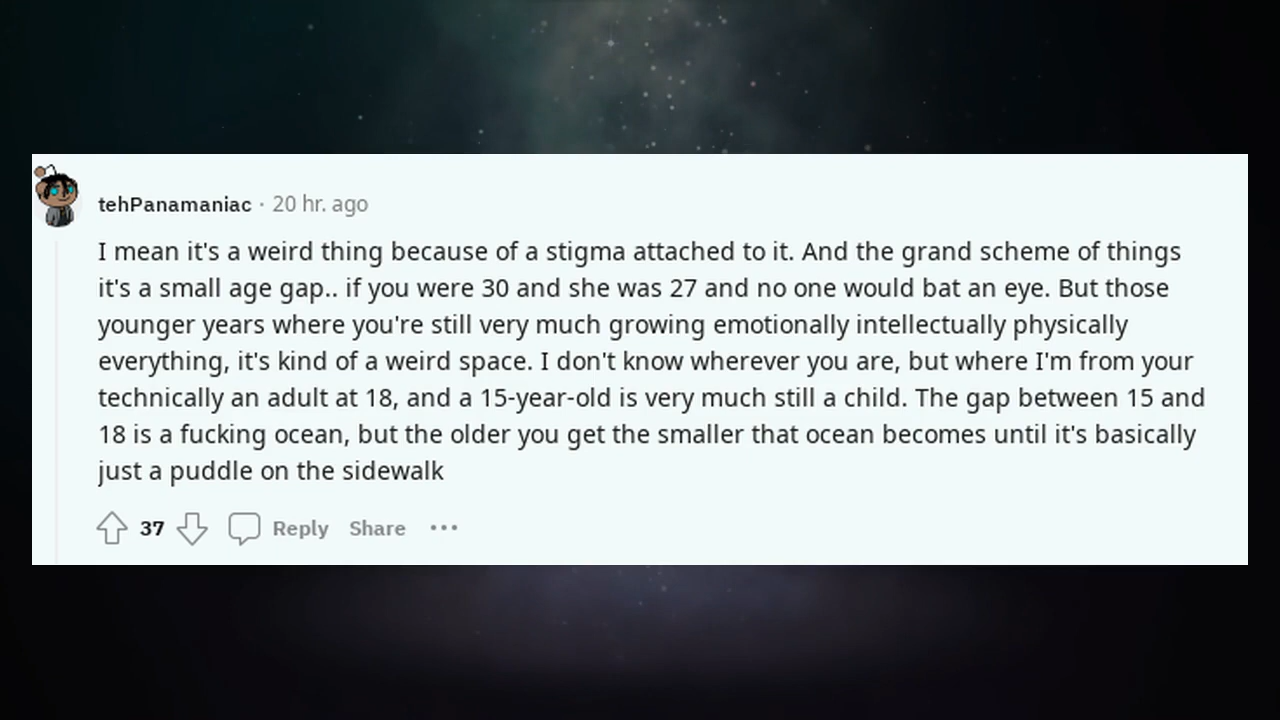 tehPanamaniac · 20 hr. ago
I mean it's a weird thing because of a stigma attached to it. And the grand scheme of things
it's a small age gap.. if you were 30 and she was 27 and no one would bat an eye. But those
younger years where you're still very much growing emotionally intellectually physically
everything, it's kind of a weird space. I don't know wherever you are, but where I'm from your
technically an adult at 18, and a 15-year-old is very much still a child. The gap between 15 and
18 is a fucking ocean, but the older you get the smaller that ocean becomes until it's basically
just a puddle on the sidewalk
37 Reply Share •••